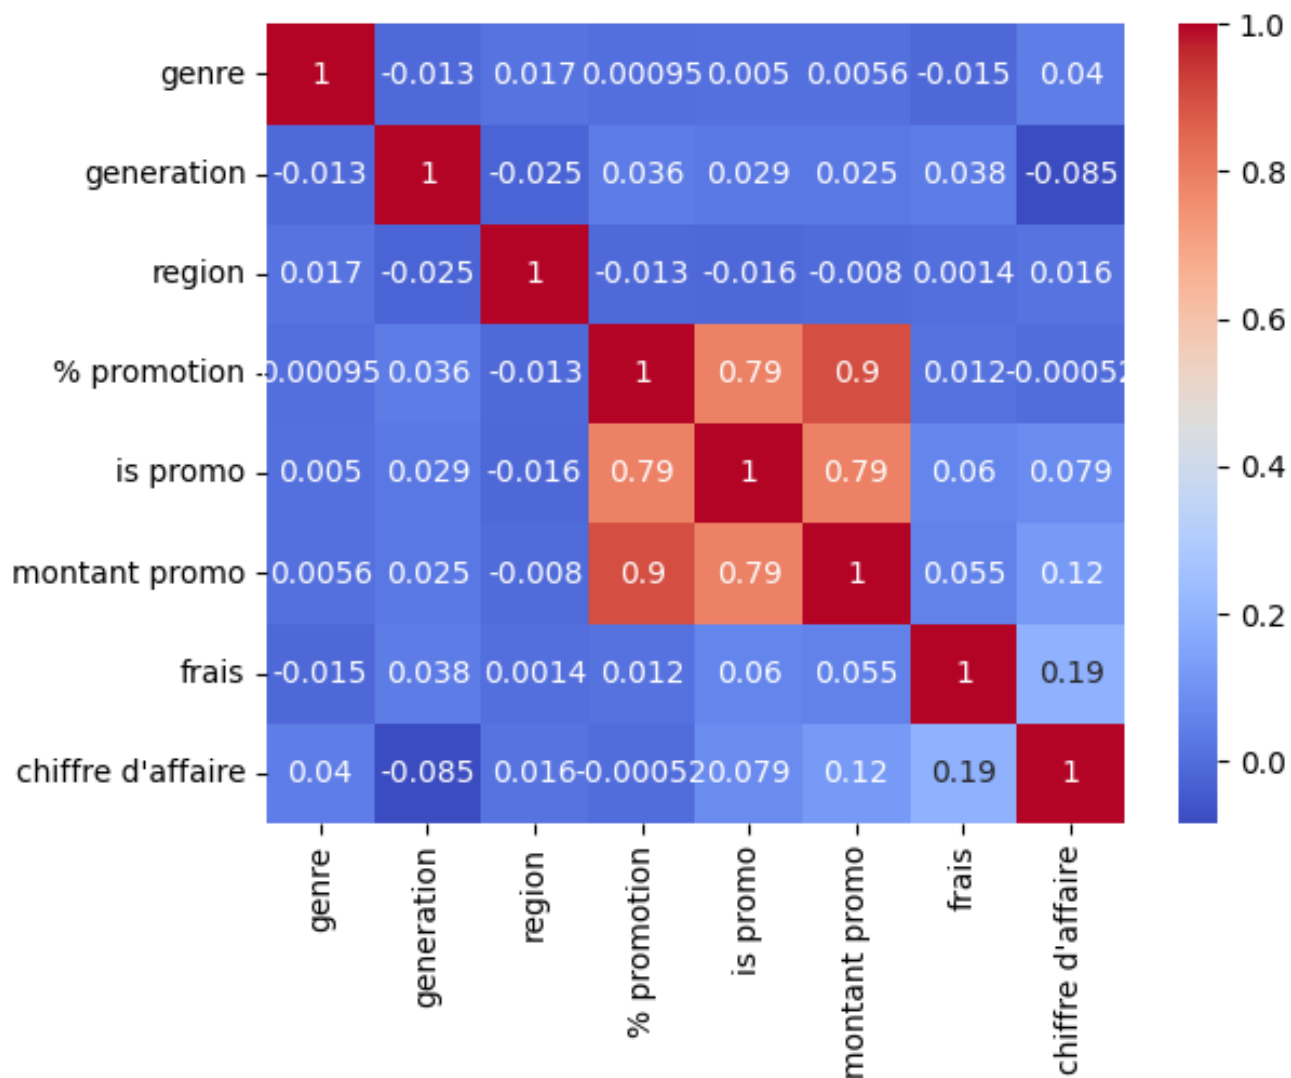 genre 1 -0.013 0.017 0.00095 0.005 0.0056 -0.015 0.04
generation -0.013 1 -0.025 0.036 0.029 0.025 0.038 -0.085
region 0.017 -0.025 1 -0.013 -0.016 -0.008 0.0014 0.016
% promotion 0.00095 0.036 -0.013 1 0.79 0.9 0.012 -0.00052
is promo 0.005 0.029 -0.016 0.79 1 0.79 0.06 0.079
montant promo 0.0056 0.025 -0.008 0.9 0.79 1 0.055 0.12
frais -0.015 0.038 0.0014 0.012 0.06 0.055 1 0.19
chiffre d'affaire 0.04 -0.085 0.016 -0.00052 0.079 0.12 0.19 1
genre
generation
region
% promotion
is promo
montant promo
frais
chiffre d'affaire
1.0
0.8
0.6
0.4
0.2
0.0